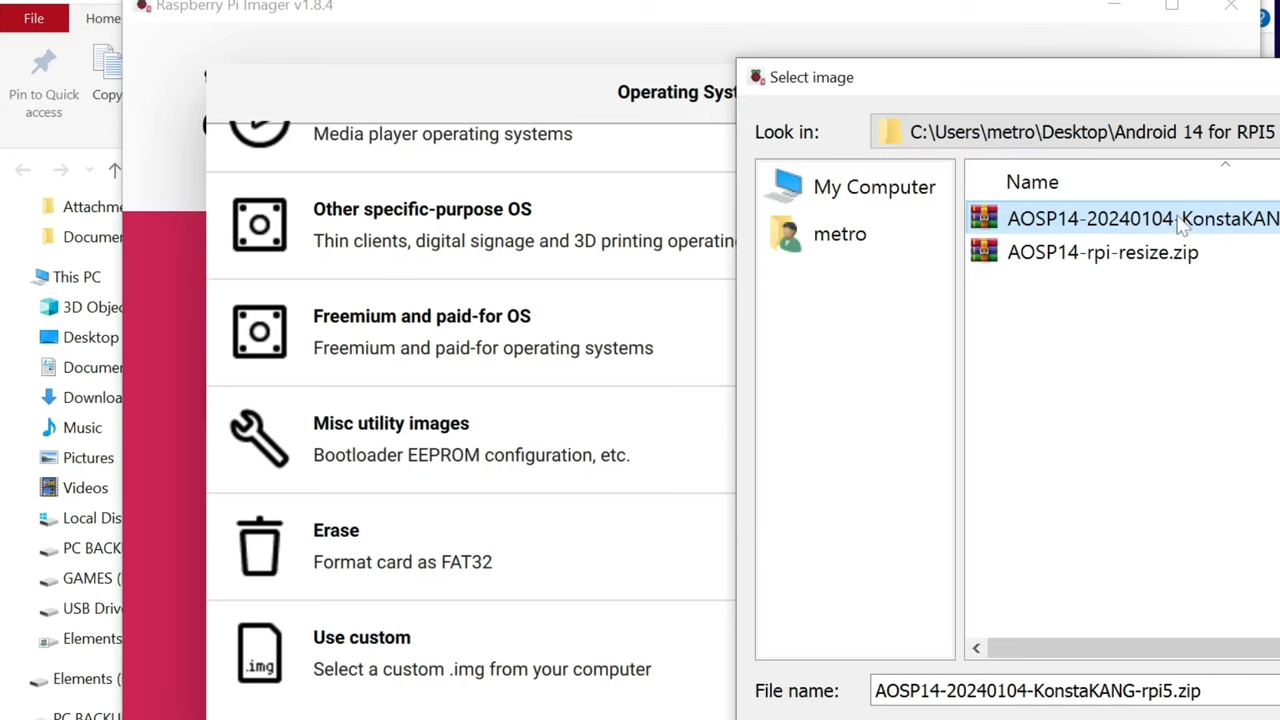 File
Home
Pin to Quick
access
Copy
Attachme
Documen
This PC
3D Objec
Desktop
Documen
Downloa
Music
Pictures
Videos
Local Dis
PC BACK
GAMES (
USB Driv
Elements
Elements (
PC BACKU
Raspberry Pi Imager v1.8.4
Operating Syst
Media player operating systems
Other specific-purpose OS
Thin clients, digital signage and 3D printing operatin
Freemium and paid-for OS
Freemium and paid-for operating systems
Misc utility images
Bootloader EEPROM configuration, etc.
Erase
Format card as FAT32
.img
Use custom
Select a custom .img from your computer
Select image
Look in:
C:\Users\metro\Desktop\Android 14 for RPI5
My Computer
metro
Name
AOSP14-20240104-KonstaKAN
AOSP14-rpi-resize.zip
File name:
AOSP14-20240104-KonstaKANG-rpi5.zip